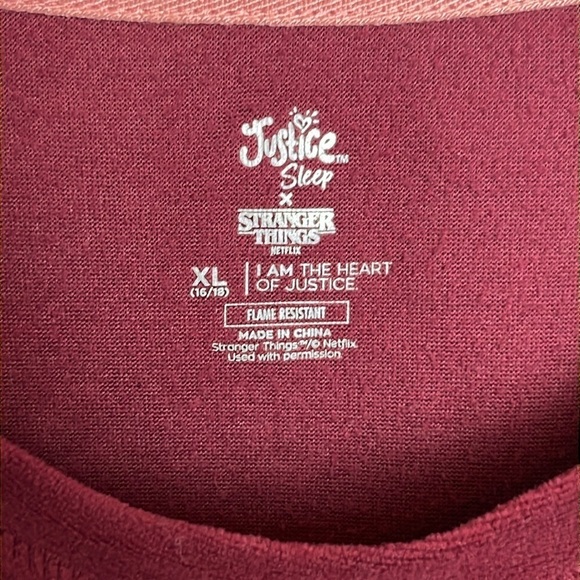 Justice™
Sleep
x
STRANGER
THINGS
NETFLIX
XL
(16/18)
I AM THE HEART
OF JUSTICE.
FLAME RESISTANT
MADE IN CHINA
Stranger Things™/© Netflix.
Used with permission.